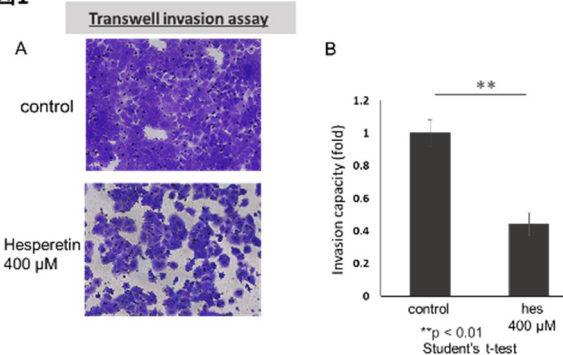 Transwell invasion assay
A
control
Hesperetin
400 μM
B
**
Invasion capacity (fold)
1.2
1
0.8
0.6
0.4
0.2
0
control
hes
400 μM
**p < 0.01
Student's t-test